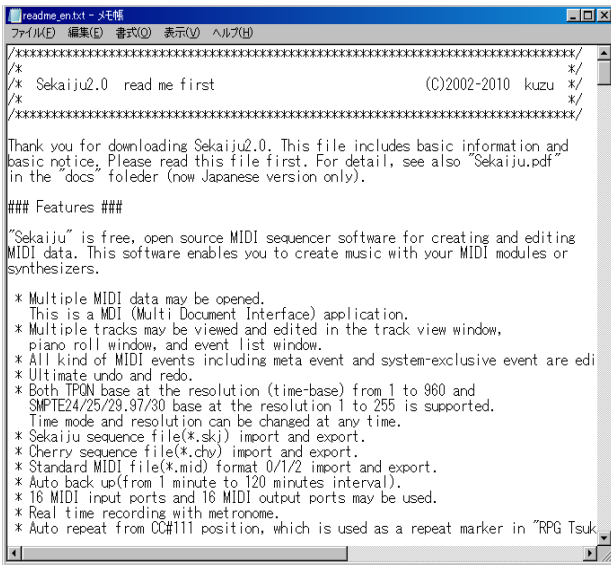 readme_en.txt - メモ帳
ファイル(F) 編集(E) 書式(O) 表示(V) ヘルプ(H)
/***************************************************************************/
/* */
/* Sekaiju2.0 read me first (C)2002-2010 kuzu */
/* */
/***************************************************************************/
Thank you for downloading Sekaiju2.0. This file includes basic information and
basic notice. Please read this file first. For detail, see also "Sekaiju.pdf"
in the "docs" foleder (now Japanese version only).
### Features ###
"Sekaiju" is free, open source MIDI sequencer software for creating and editing
MIDI data. This software enables you to create music with your MIDI modules or
synthesizers.
* Multiple MIDI data may be opened.
This is a MDI (Multi Document Interface) application.
* Multiple tracks may be viewed and edited in the track view window,
piano roll window, and event list window.
* All kind of MIDI events including meta event and system-exclusive event are edi
* Ultimate undo and redo.
* Both TPQN base at the resolution (time-base) from 1 to 960 and
SMPTE24/25/29.97/30 base at the resolution 1 to 255 is supported.
Time mode and resolution can be changed at any time.
* Sekaiju sequence file(*.skj) import and export.
* Cherry sequence file(*.chy) import and export.
* Standard MIDI file(*.mid) format 0/1/2 import and export.
* Auto back up(from 1 minute to 120 minutes interval).
* 16 MIDI input ports and 16 MIDI output ports may be used.
* Real time recording with metronome.
* Auto repeat from CC#111 position, which is used as a repeat marker in "RPG Tsuk